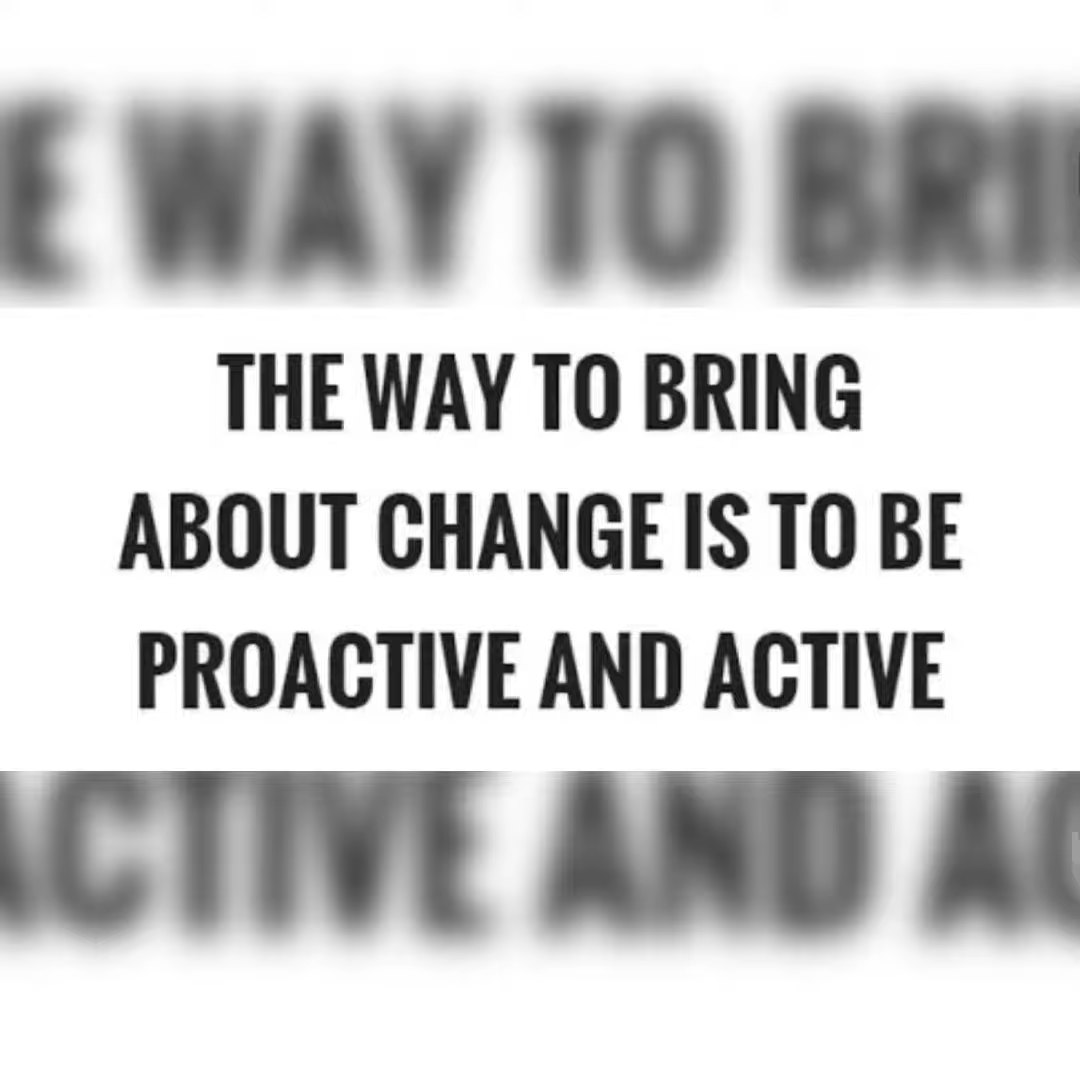 THE WAY TO BRING
ABOUT CHANGE IS TO BE
PROACTIVE AND ACTIVE